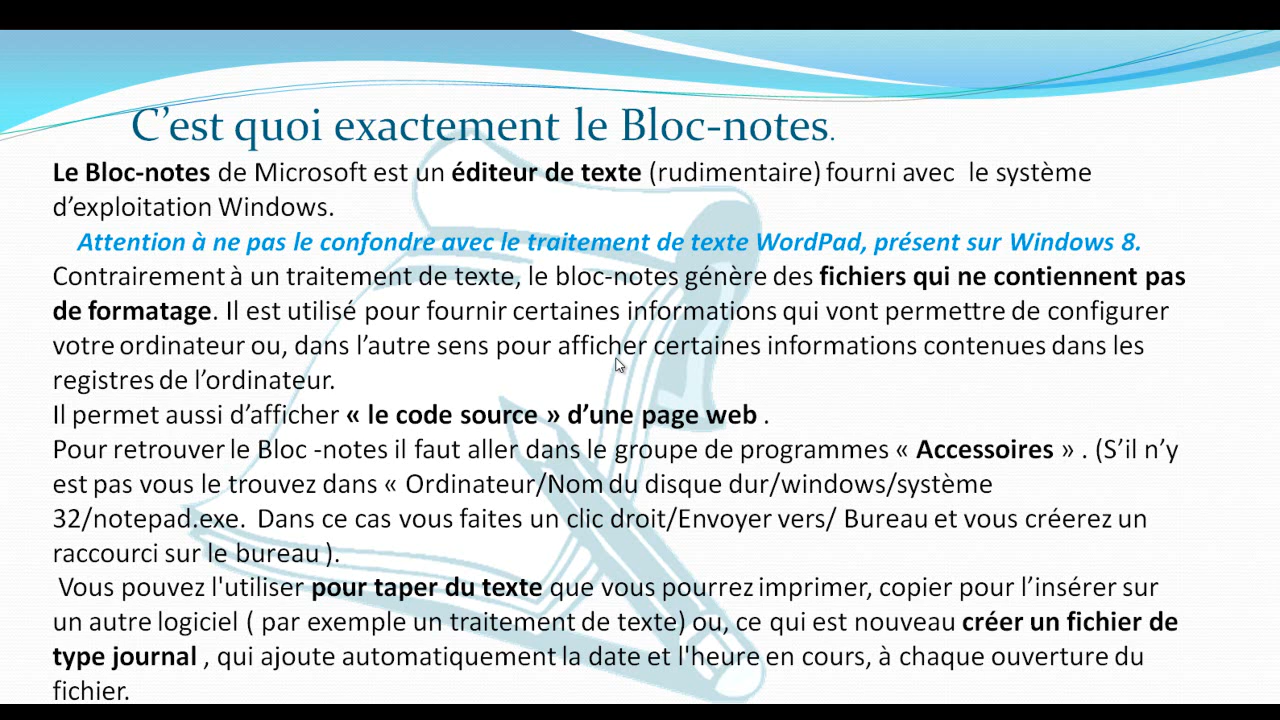 C’est quoi exactement le Bloc-notes.
Le Bloc-notes de Microsoft est un éditeur de texte (rudimentaire) fourni avec le système
d’exploitation Windows.
Attention à ne pas le confondre avec le traitement de texte WordPad, présent sur Windows 8.
Contrairement à un traitement de texte, le bloc-notes génère des fichiers qui ne contiennent pas
de formatage. Il est utilisé pour fournir certaines informations qui vont permettre de configurer
votre ordinateur ou, dans l’autre sens pour afficher certaines informations contenues dans les
registres de l’ordinateur.
Il permet aussi d’afficher « le code source » d’une page web .
Pour retrouver le Bloc -notes il faut aller dans le groupe de programmes « Accessoires » . (S’il n’y
est pas vous le trouvez dans « Ordinateur/Nom du disque dur/windows/système
32/notepad.exe. Dans ce cas vous faites un clic droit/Envoyer vers/ Bureau et vous créerez un
raccourci sur le bureau ).
Vous pouvez l'utiliser pour taper du texte que vous pourrez imprimer, copier pour l’insérer sur
un autre logiciel ( par exemple un traitement de texte) ou, ce qui est nouveau créer un fichier de
type journal , qui ajoute automatiquement la date et l'heure en cours, à chaque ouverture du
fichier.